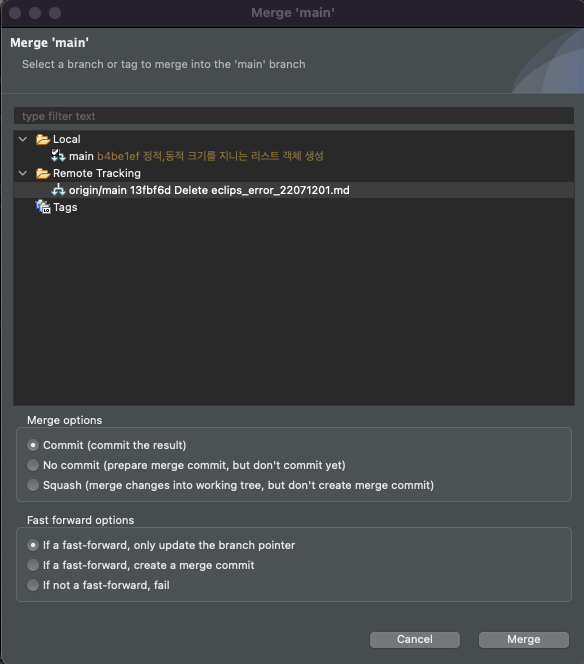 Merge 'main'
Merge 'main'
Select a branch or tag to merge into the 'main' branch
type filter text
Local
main b4be1ef 정적,동적 크기를 지니는 리스트 객체 생성
Remote Tracking
origin/main 13fbf6d Delete eclips_error_22071201.md
Tags
Merge options
Commit (commit the result)
No commit (prepare merge commit, but don't commit yet)
Squash (merge changes into working tree, but don't create merge commit)
Fast forward options
If a fast-forward, only update the branch pointer
If a fast-forward, create a merge commit
If not a fast-forward, fail
Cancel Merge